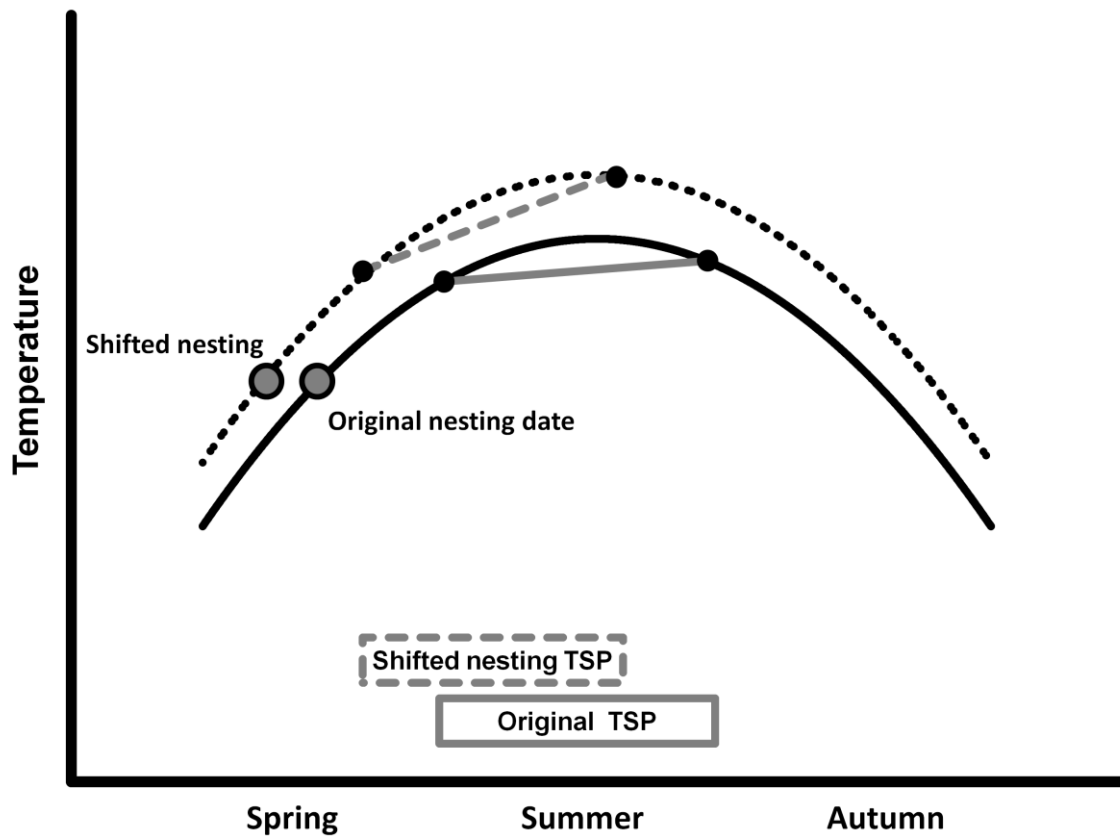 Temperature
Shifted nesting
Original nesting date
Shifted nesting TSP
Original TSP
Spring
Summer
Autumn